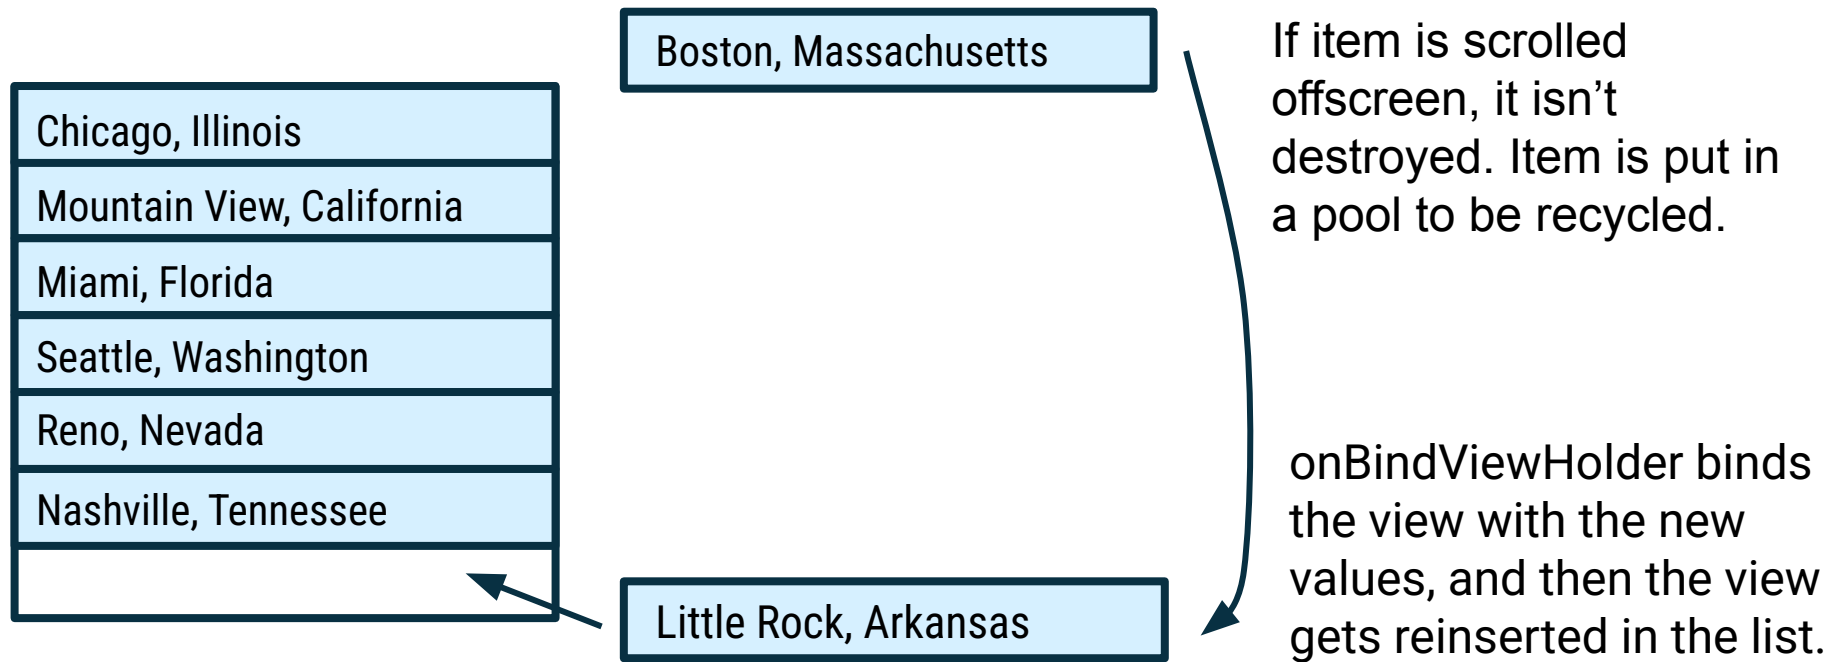 Boston, Massachusetts
If item is scrolled
offscreen, it isn’t
destroyed. Item is put in
a pool to be recycled.
Chicago, Illinois
Mountain View, California
Miami, Florida
Seattle, Washington
Reno, Nevada
Nashville, Tennessee
Little Rock, Arkansas
onBindViewHolder binds
the view with the new
values, and then the view
gets reinserted in the list.